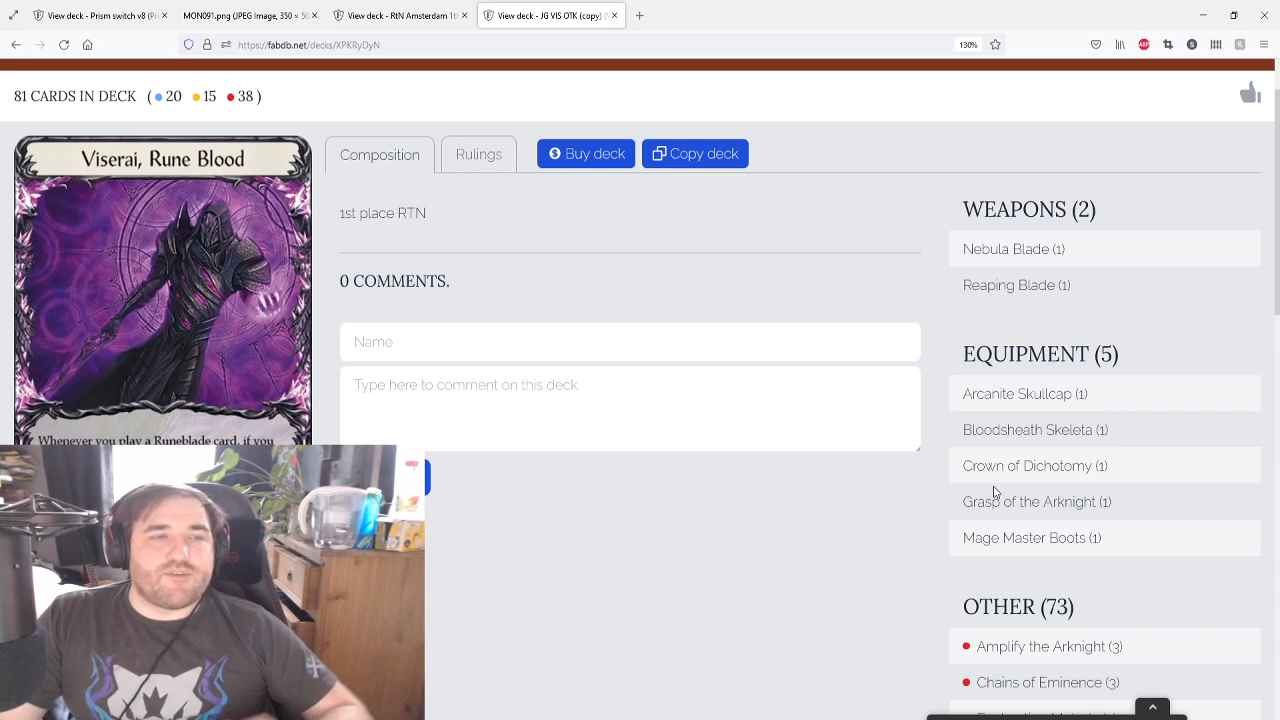 View deck - Prism switch v8 (Pri
MON091.png (JPEG Image, 350 × 50
View deck - RtN Amsterdam 1th
View deck - JG VIS OTK (copy) (V
https://fabdb.net/decks/XPKRyDyN
130%
ABP
81 CARDS IN DECK ( 20 15 38 )
Viserai, Rune Blood
Whenever you play a Runeblade card, if you
Composition
Rulings
Buy deck
Copy deck
1st place RTN
0 COMMENTS.
Name
Type here to comment on this deck
WEAPONS (2)
Nebula Blade (1)
Reaping Blade (1)
EQUIPMENT (5)
Arcanite Skullcap (1)
Bloodsheath Skeleta (1)
Crown of Dichotomy (1)
Grasp of the Arknight (1)
Mage Master Boots (1)
OTHER (73)
Amplify the Arknight (3)
Chains of Eminence (3)